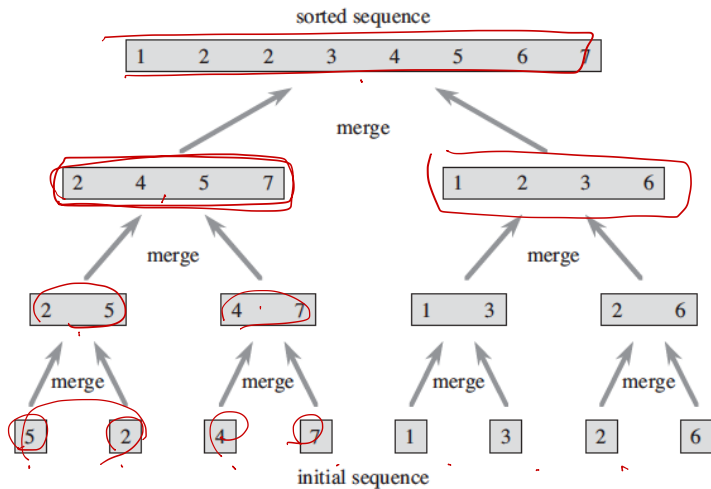 sorted sequence
1 2 2 3 4 5 6 7
merge
2 4 5 7 1 2 3 6
merge merge
2 5 4 7 1 3 2 6
merge merge merge merge
5 2 4 7 1 3 2 6
initial sequence